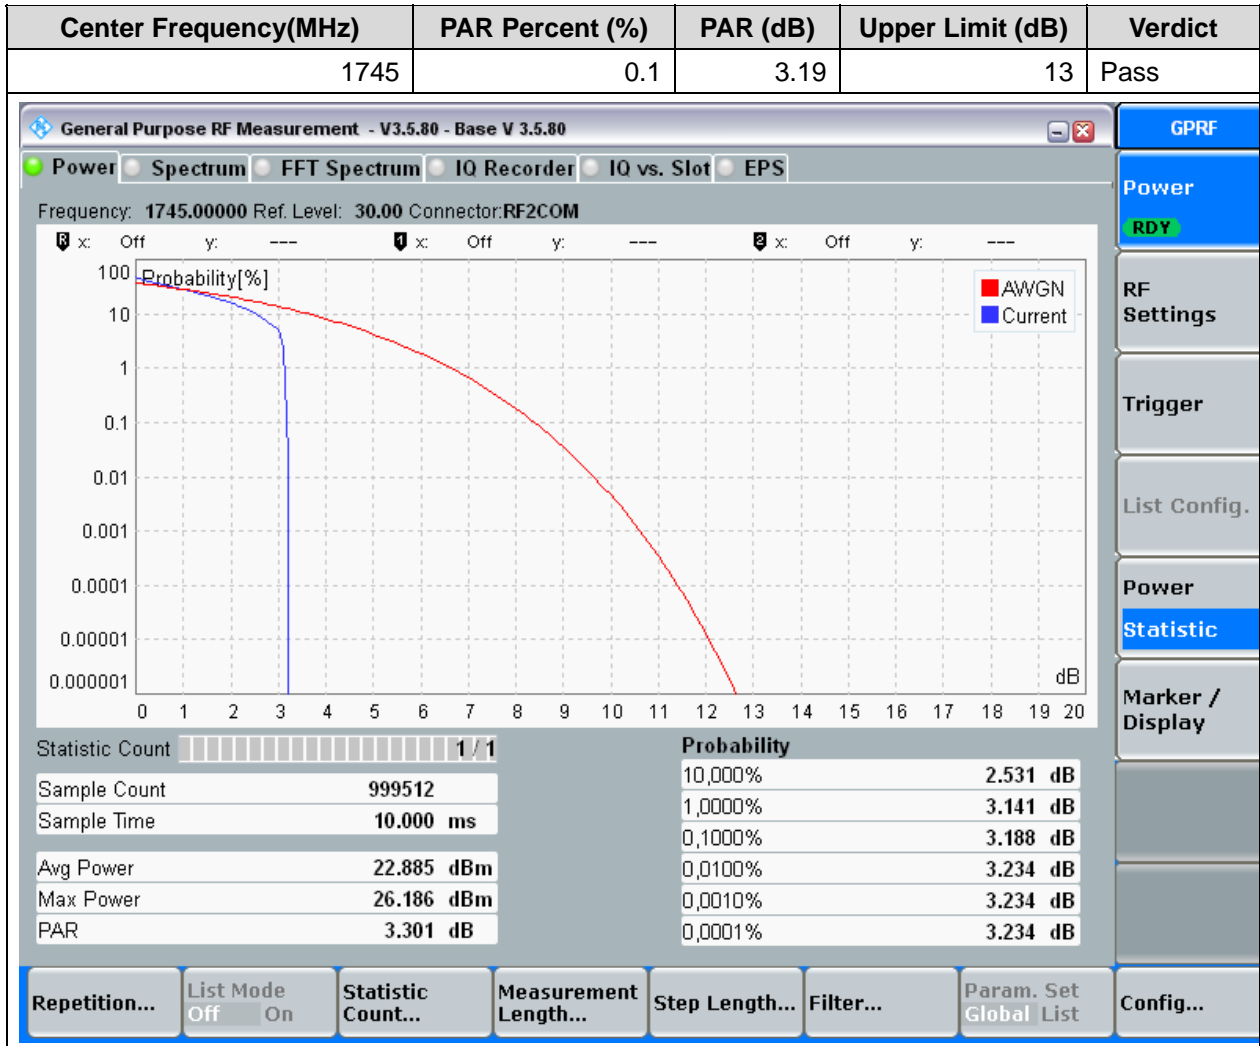 Center Frequency(MHz) PAR Percent (%) PAR (dB) Upper Limit (dB) Verdict
1745 0.1 3.19 13 Pass
General Purpose RF Measurement - V3.5.80 - Base V 3.5.80
GPRF
Power Spectrum FFT Spectrum IQ Recorder IQ vs. Slot EPS
Power
RDY
Frequency: 1745.00000 Ref. Level: 30.00 Connector:RF2COM
R x: Off y: --- 1 x: Off y: --- 2 x: Off y: ---
100 Probability[%]
AWGN
Current
10
1
0.1
0.01
0.001
0.0001
0.00001
0.000001
dB
0 1 2 3 4 5 6 7 8 9 10 11 12 13 14 15 16 17 18 19 20
RF
Settings
Trigger
List Config.
Power
Statistic
Marker /
Display
Statistic Count 1 / 1
Sample Count 999512
Sample Time 10.000 ms
Avg Power 22.885 dBm
Max Power 26.186 dBm
PAR 3.301 dB
Probability
10,000% 2.531 dB
1,0000% 3.141 dB
0,1000% 3.188 dB
0,0100% 3.234 dB
0,0010% 3.234 dB
0,0001% 3.234 dB
Repetition...
List Mode
Off On
Statistic
Count...
Measurement
Length...
Step Length...
Filter...
Param. Set
Global List
Config...